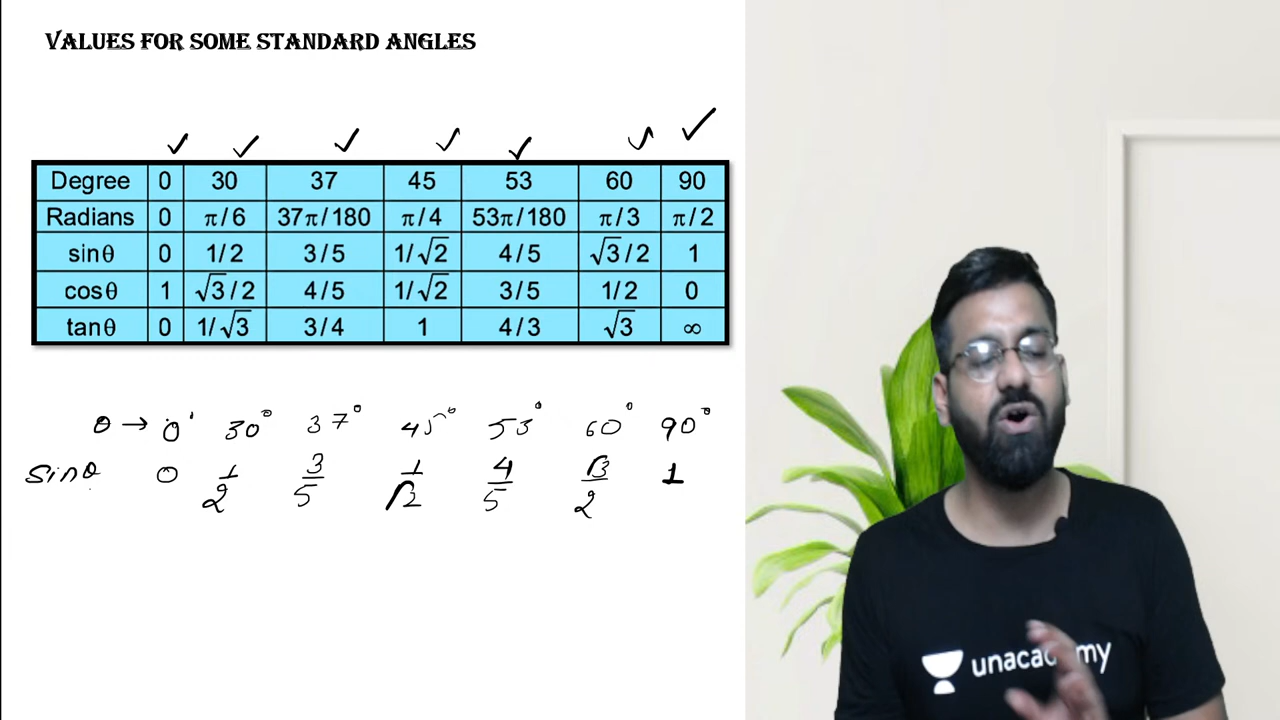 VALUES FOR SOME STANDARD ANGLES
Degree 0 30 37 45 53 60 90
Radians 0 π/6 37π/180 π/4 53π/180 π/3 π/2
sinθ 0 1/2 3/5 1/√2 4/5 √3/2 1
cosθ 1 √3/2 4/5 1/√2 3/5 1/2 0
tanθ 0 1/√3 3/4 1 4/3 √3 ∞
θ → 0° 30° 37° 45° 53° 60° 90°
sinθ 0 1/2 3/5 1/√2 4/5 √3/2 1
unacademy